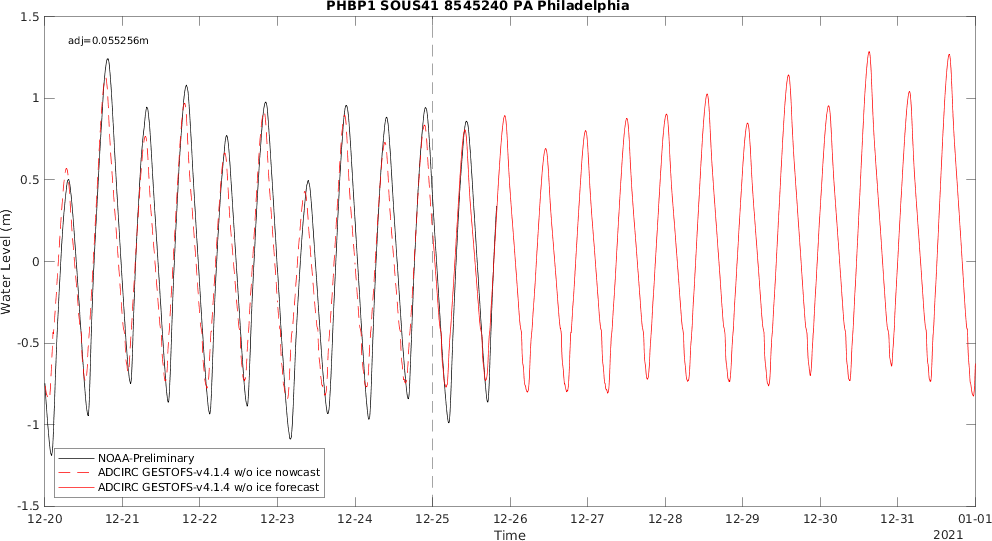 PHBP1 SOUS41 8545240 PA Philadelphia
adj=0.055256m
1.5
1
0.5
0
-0.5
-1
-1.5
Water Level (m)
NOAA-Preliminary
ADCIRC GESTOFS-v4.1.4 w/o ice nowcast
ADCIRC GESTOFS-v4.1.4 w/o ice forecast
12-20 12-21 12-22 12-23 12-24 12-25 12-26 12-27 12-28 12-29 12-30 12-31 01-01
Time
2021